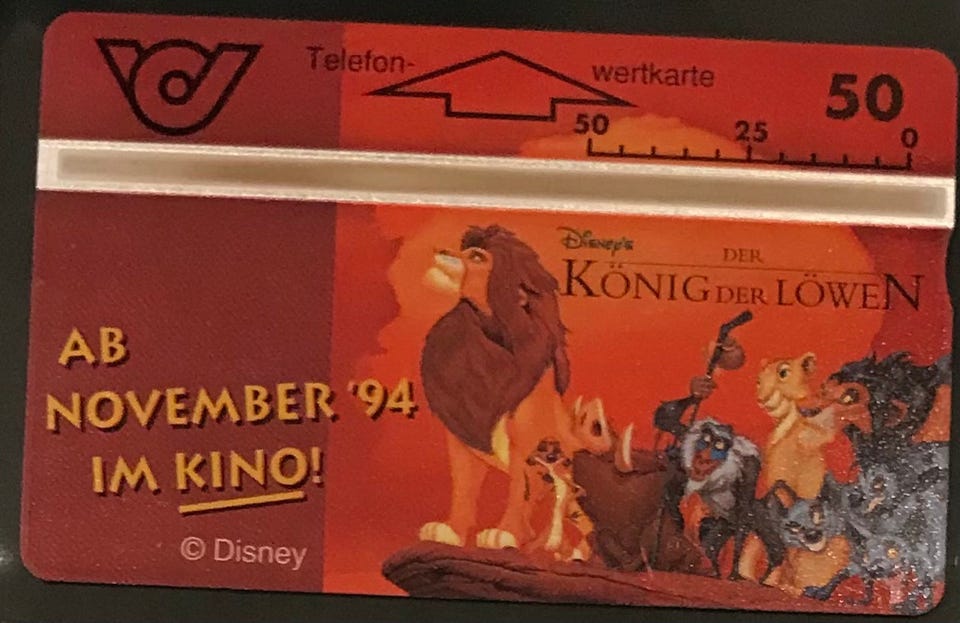 Telefon- wertkarte
50
50 25 0
Disney's
DER
KÖNIG DER LÖWEN
AB
NOVEMBER '94
IM KINO!
© Disney